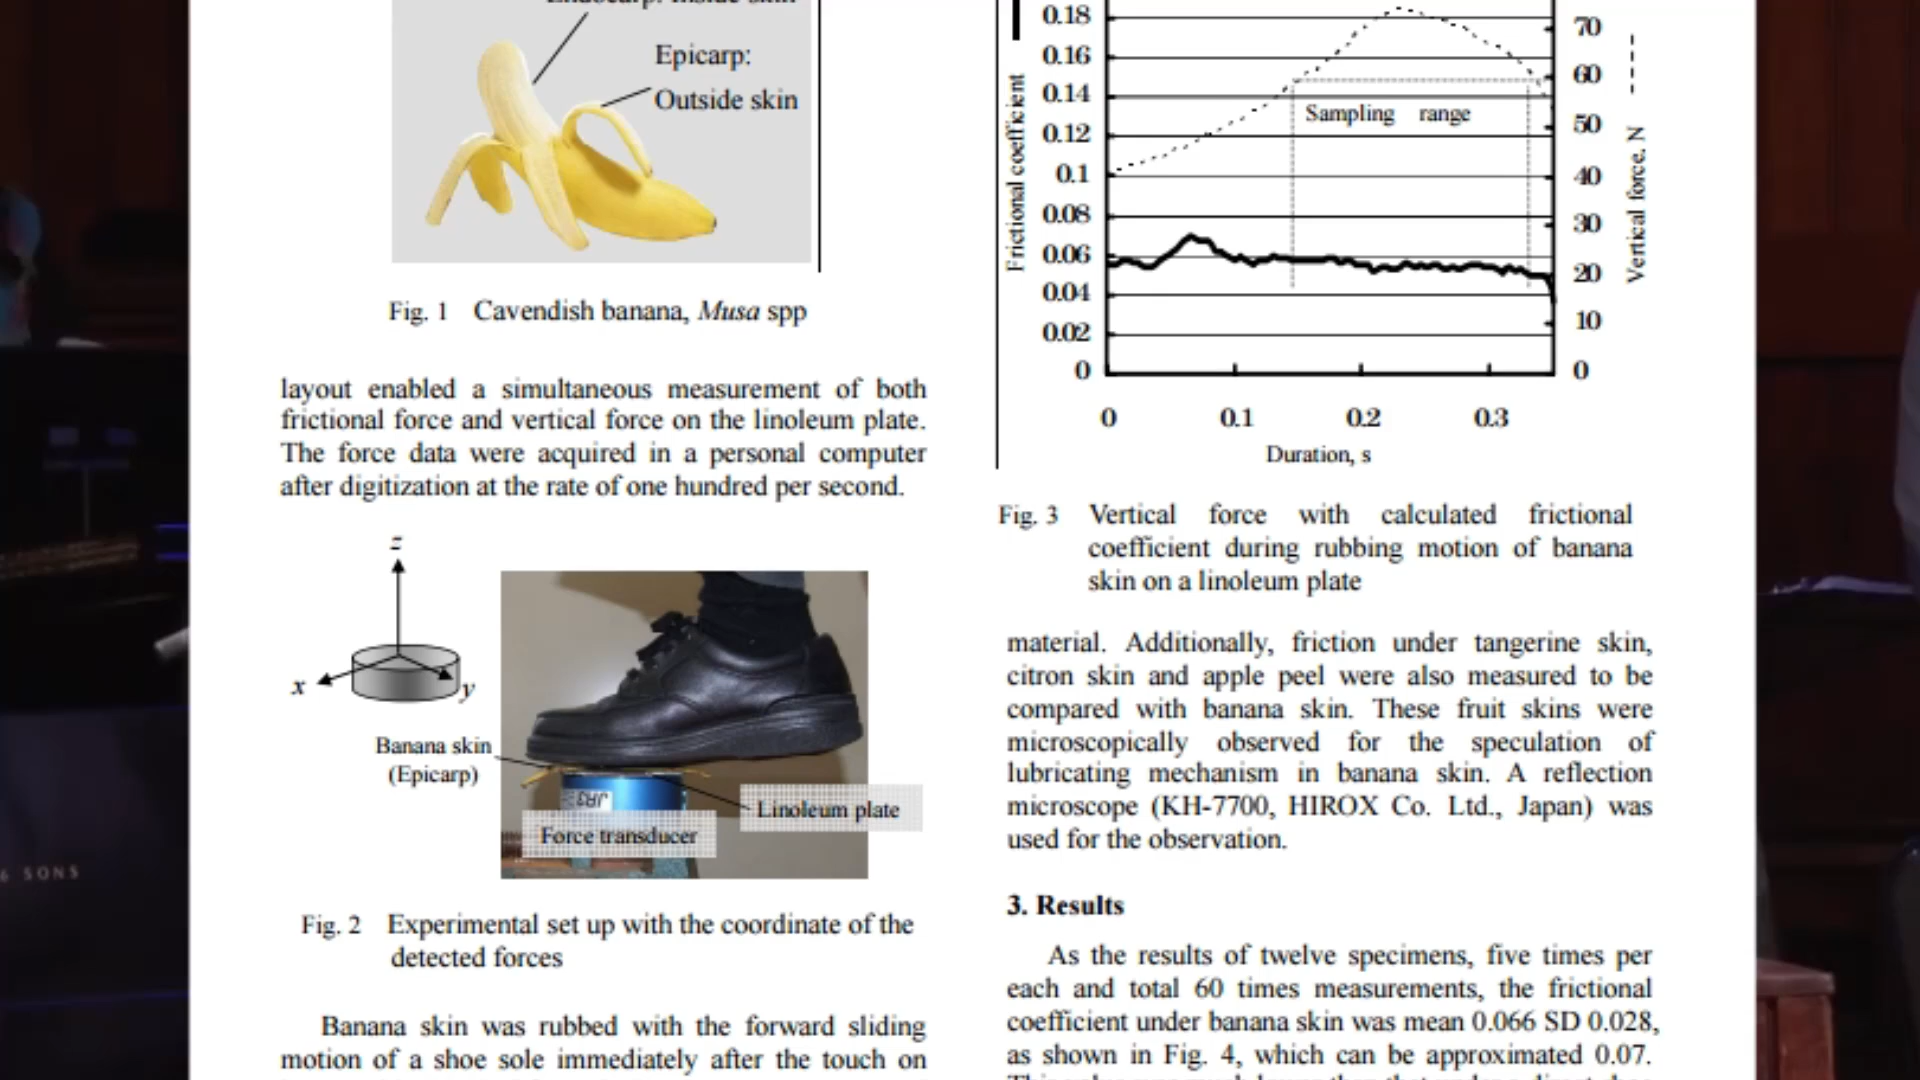 Endocarp: Inside skin
Epicarp:
Outside skin
Fig. 1 Cavendish banana, Musa spp
layout enabled a simultaneous measurement of both
frictional force and vertical force on the linoleum plate.
The force data were acquired in a personal computer
after digitization at the rate of one hundred per second.
z
x
y
Banana skin
(Epicarp)
Linoleum plate
Force transducer
Fig. 2 Experimental set up with the coordinate of the
detected forces
Banana skin was rubbed with the forward sliding
motion of a shoe sole immediately after the touch on
Frictional coefficient
0.18
0.16
0.14
0.12
0.1
0.08
0.06
0.04
0.02
0
Sampling range
70
60
50
40
30
20
10
0
Vertical force, N
0 0.1 0.2 0.3
Duration, s
Fig. 3 Vertical force with calculated frictional
coefficient during rubbing motion of banana
skin on a linoleum plate
material. Additionally, friction under tangerine skin,
citron skin and apple peel were also measured to be
compared with banana skin. These fruit skins were
microscopically observed for the speculation of
lubricating mechanism in banana skin. A reflection
microscope (KH-7700, HIROX Co. Ltd., Japan) was
used for the observation.
3. Results
As the results of twelve specimens, five times per
each and total 60 times measurements, the frictional
coefficient under banana skin was mean 0.066 SD 0.028,
as shown in Fig. 4, which can be approximated 0.07.
SONS